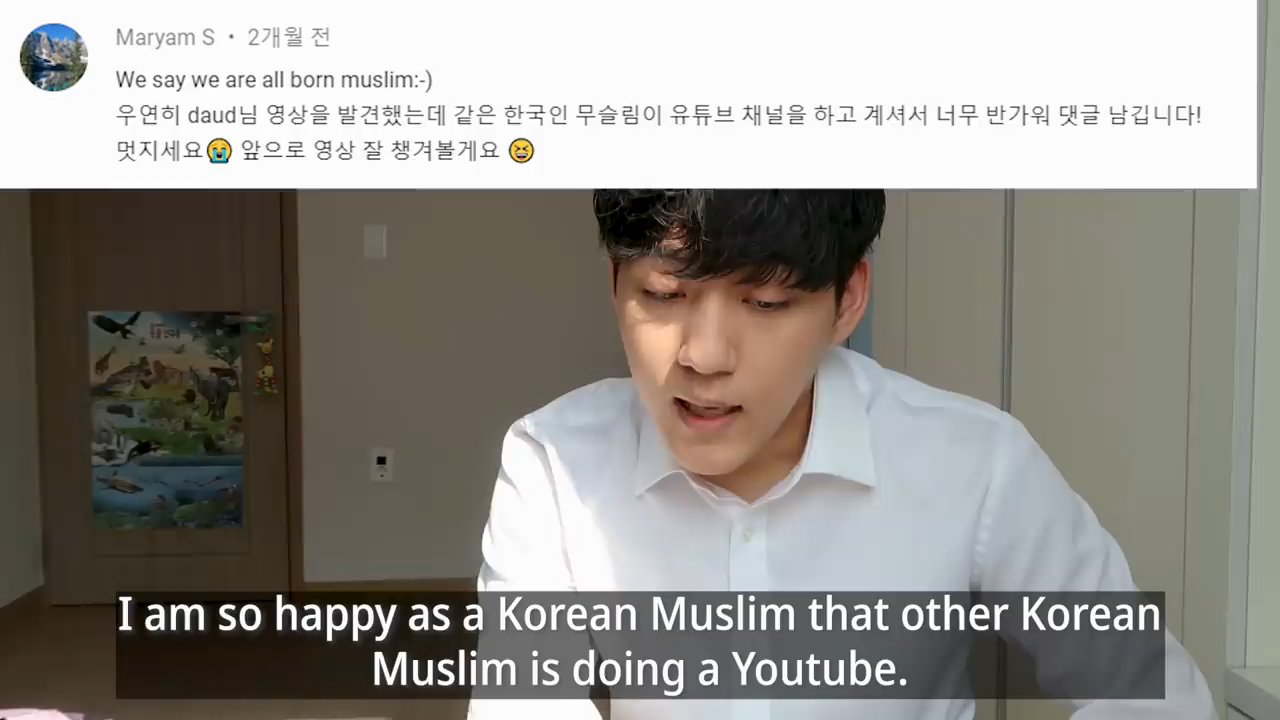 Maryam S • 2개월 전
We say we are all born muslim:-)
우연히 daud님 영상을 발견했는데 같은 한국인 무슬림이 유튜브 채널을 하고 계셔서 너무 반가워 댓글 남깁니다!
멋지세요😭 앞으로 영상 잘 챙겨볼게요 😆
I am so happy as a Korean Muslim that other Korean
Muslim is doing a Youtube.